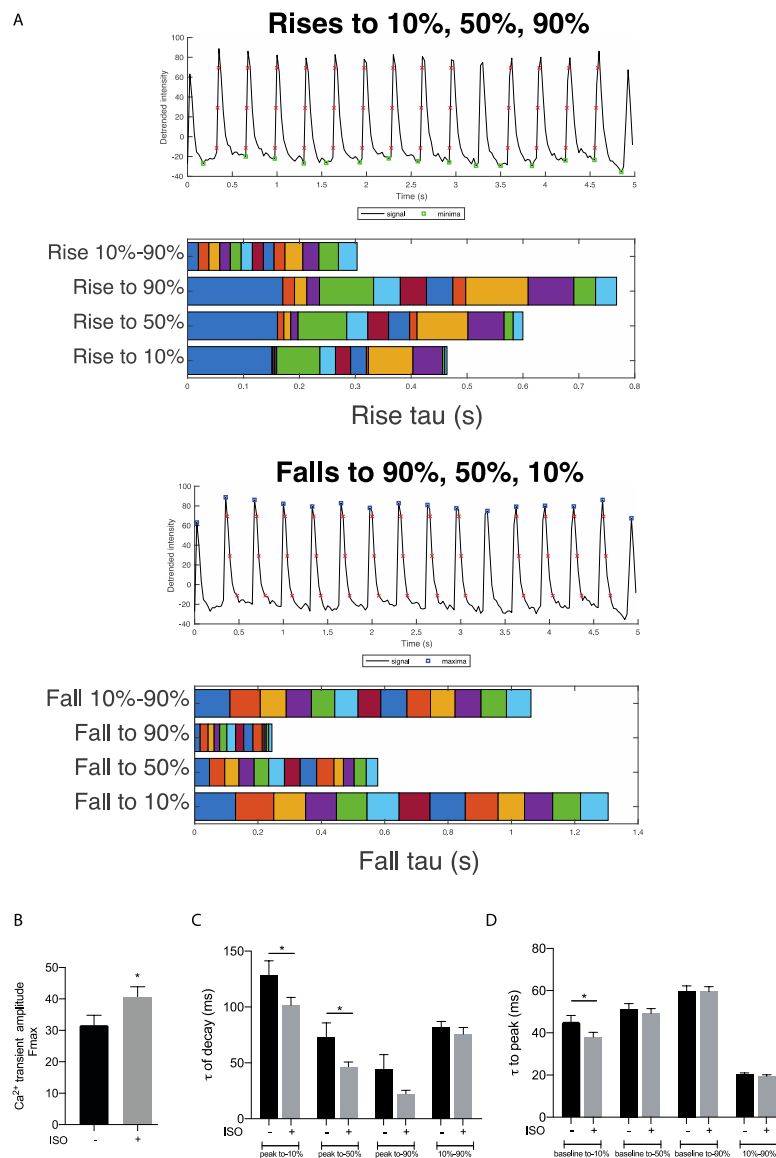 A
Rises to 10%, 50%, 90%
Detrended intensity
100
80
60
40
20
0
-20
-40
0 0.5 1 1.5 2 2.5 3 3.5 4 4.5 5
Time (s)
signal minima
Rise 10%-90%
Rise to 90%
Rise to 50%
Rise to 10%
0 0.1 0.2 0.3 0.4 0.5 0.6 0.7 0.8
Rise tau (s)
Falls to 90%, 50%, 10%
Detrended intensity
100
80
60
40
20
0
-20
-40
0 0.5 1 1.5 2 2.5 3 3.5 4 4.5 5
Time (s)
signal maxima
Fall 10%-90%
Fall to 90%
Fall to 50%
Fall to 10%
0 0.2 0.4 0.6 0.8 1 1.2 1.4
Fall tau (s)
B
Ca²⁺ transient amplitude
Fmax
50
40
30
20
10
0
*
ISO - +
C
τ of decay (ms)
150
100
50
0
* *
ISO - + - + - + - +
peak to-10% peak to-50% peak to-90% 10%-90%
D
τ to peak (ms)
80
60
40
20
0
*
ISO - + - + - + - +
baseline to-10% baseline to-50% baseline to-90% 10%-90%